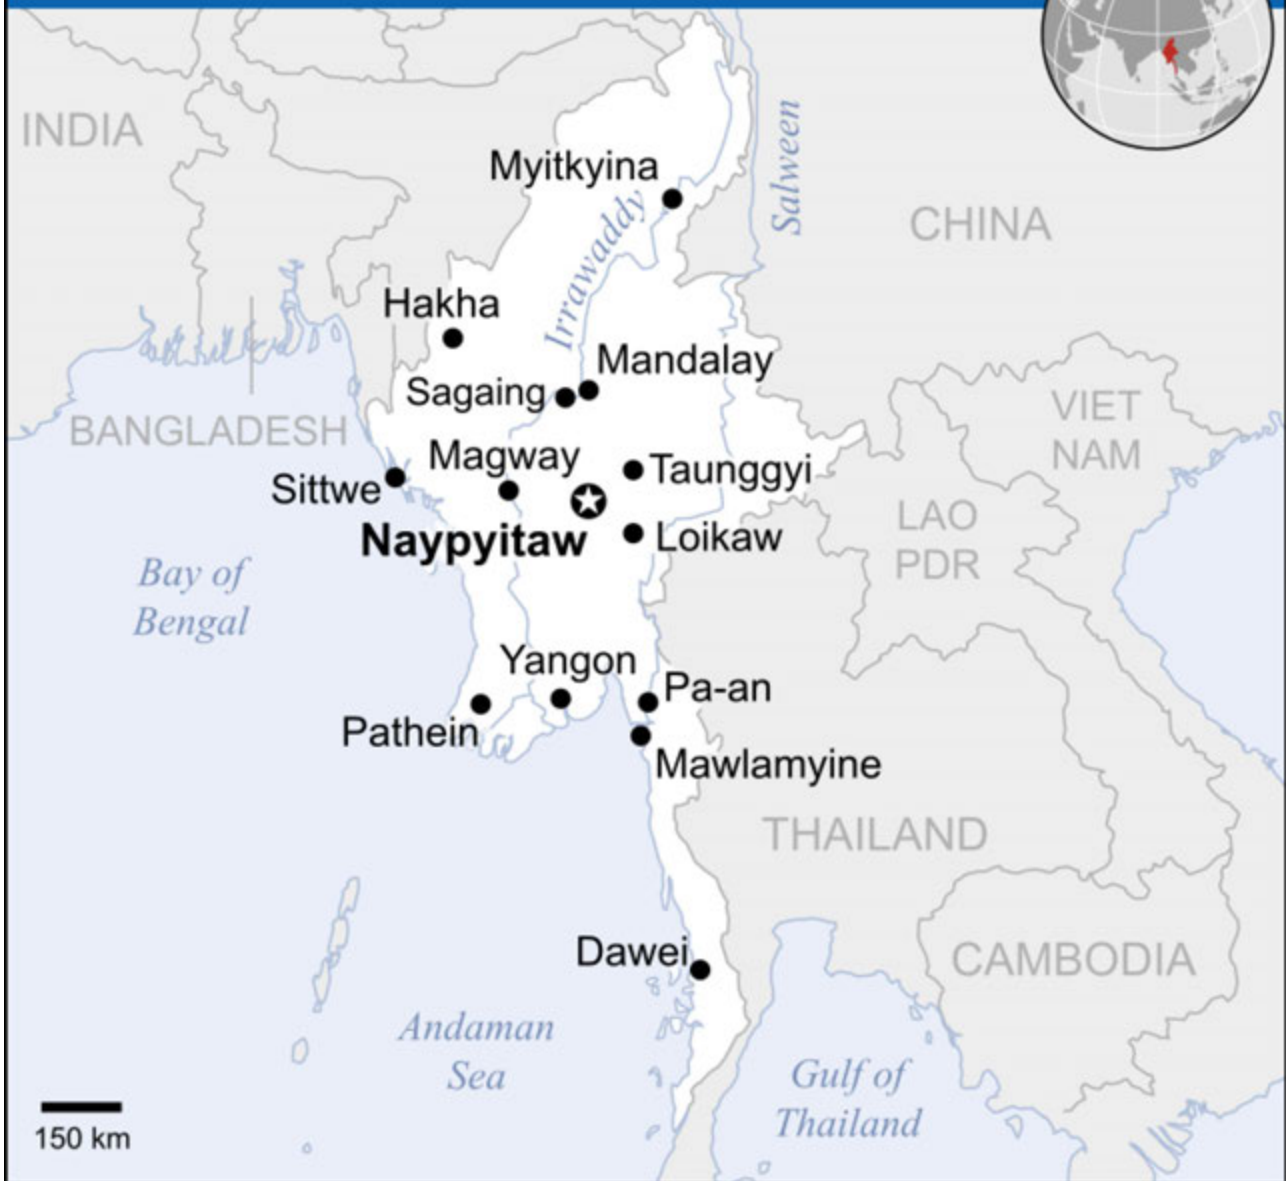 INDIA
Myitkyina
Salween
CHINA
Irrawaddy
Hakha
Mandalay
Sagaing
VIET
NAM
BANGLADESH
Magway
Taunggyi
Sittwe
LAO
PDR
Naypyitaw
Loikaw
Bay of
Bengal
Yangon
Pa-an
Pathein
Mawlamyine
THAILAND
Dawei
CAMBODIA
Andaman
Sea
Gulf of
Thailand
150 km